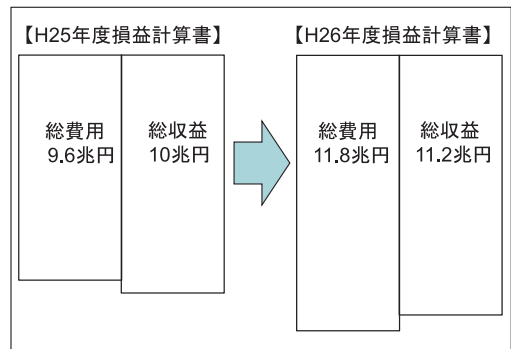 【H25年度損益計算書】
総費用
9.6兆円
総収益
10兆円
【H26年度損益計算書】
総費用
11.8兆円
総収益
11.2兆円